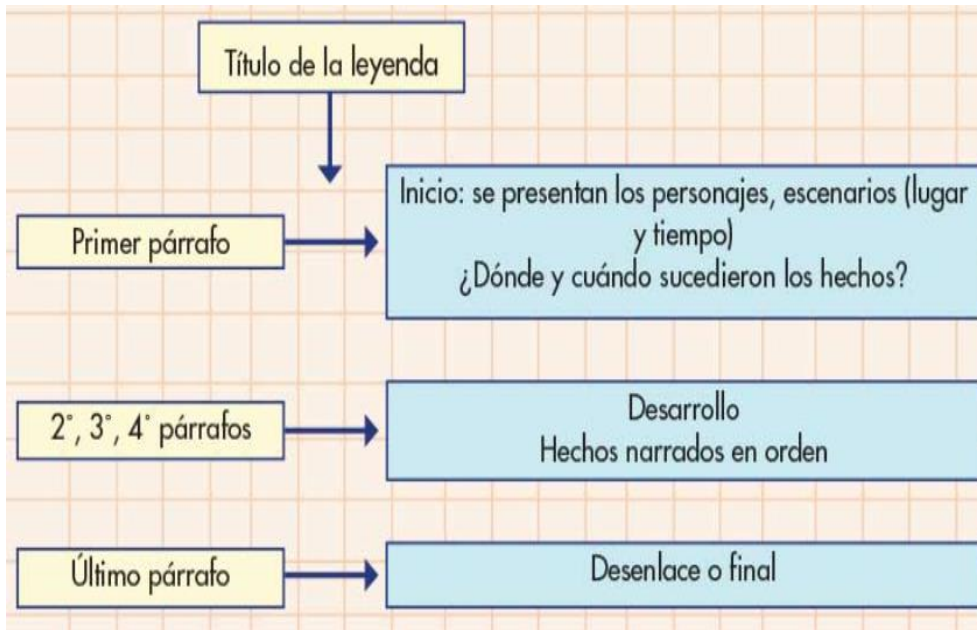 Título de la leyenda
Primer párrafo
Inicio: se presentan los personajes, escenarios (lugar
y tiempo)
¿Dónde y cuándo sucedieron los hechos?
2°, 3°, 4° párrafos
Desarrollo
Hechos narrados en orden
Último párrafo
Desenlace o final